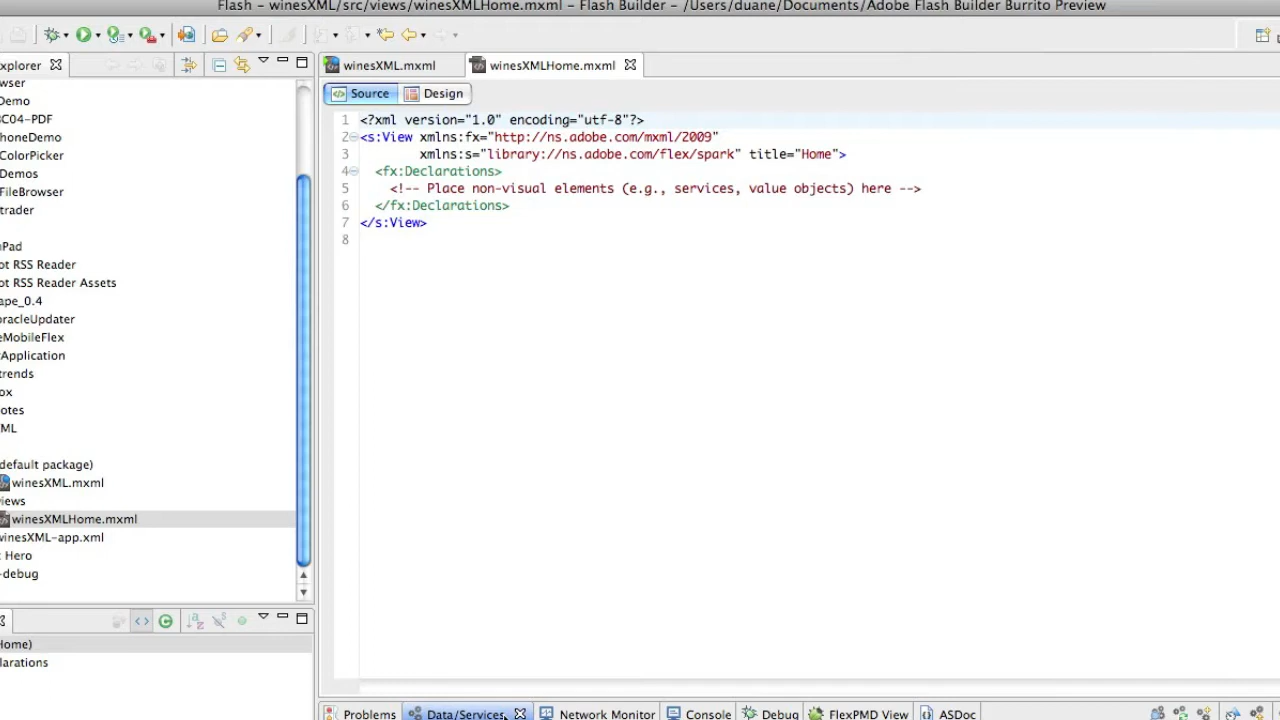 Flash - winesXML/src/views/winesXMLHome.mxml - Flash Builder - /Users/duane/Documents/Adobe Flash Builder Burrito Preview
xplorer
wser
Demo
C04-PDF
honeDemo
ColorPicker
Demos
FileBrowser
trader
nPad
ot RSS Reader
ot RSS Reader Assets
ape_0.4
oracleUpdater
eMobileFlex
Application
trends
ox
otes
ML
default package)
winesXML.mxml
iews
winesXMLHome.mxml
winesXML-app.xml
Hero
-debug
Home)
larations
winesXML.mxml
winesXMLHome.mxml
Source
Design
1 <?xml version="1.0" encoding="utf-8"?>
2 <s:View xmlns:fx="http://ns.adobe.com/mxml/2009"
3 xmlns:s="library://ns.adobe.com/flex/spark" title="Home">
4 <fx:Declarations>
5 <!-- Place non-visual elements (e.g., services, value objects) here -->
6 </fx:Declarations>
7 </s:View>
8
Problems
Data/Services
Network Monitor
Console
Debug
FlexPMD View
ASDoc